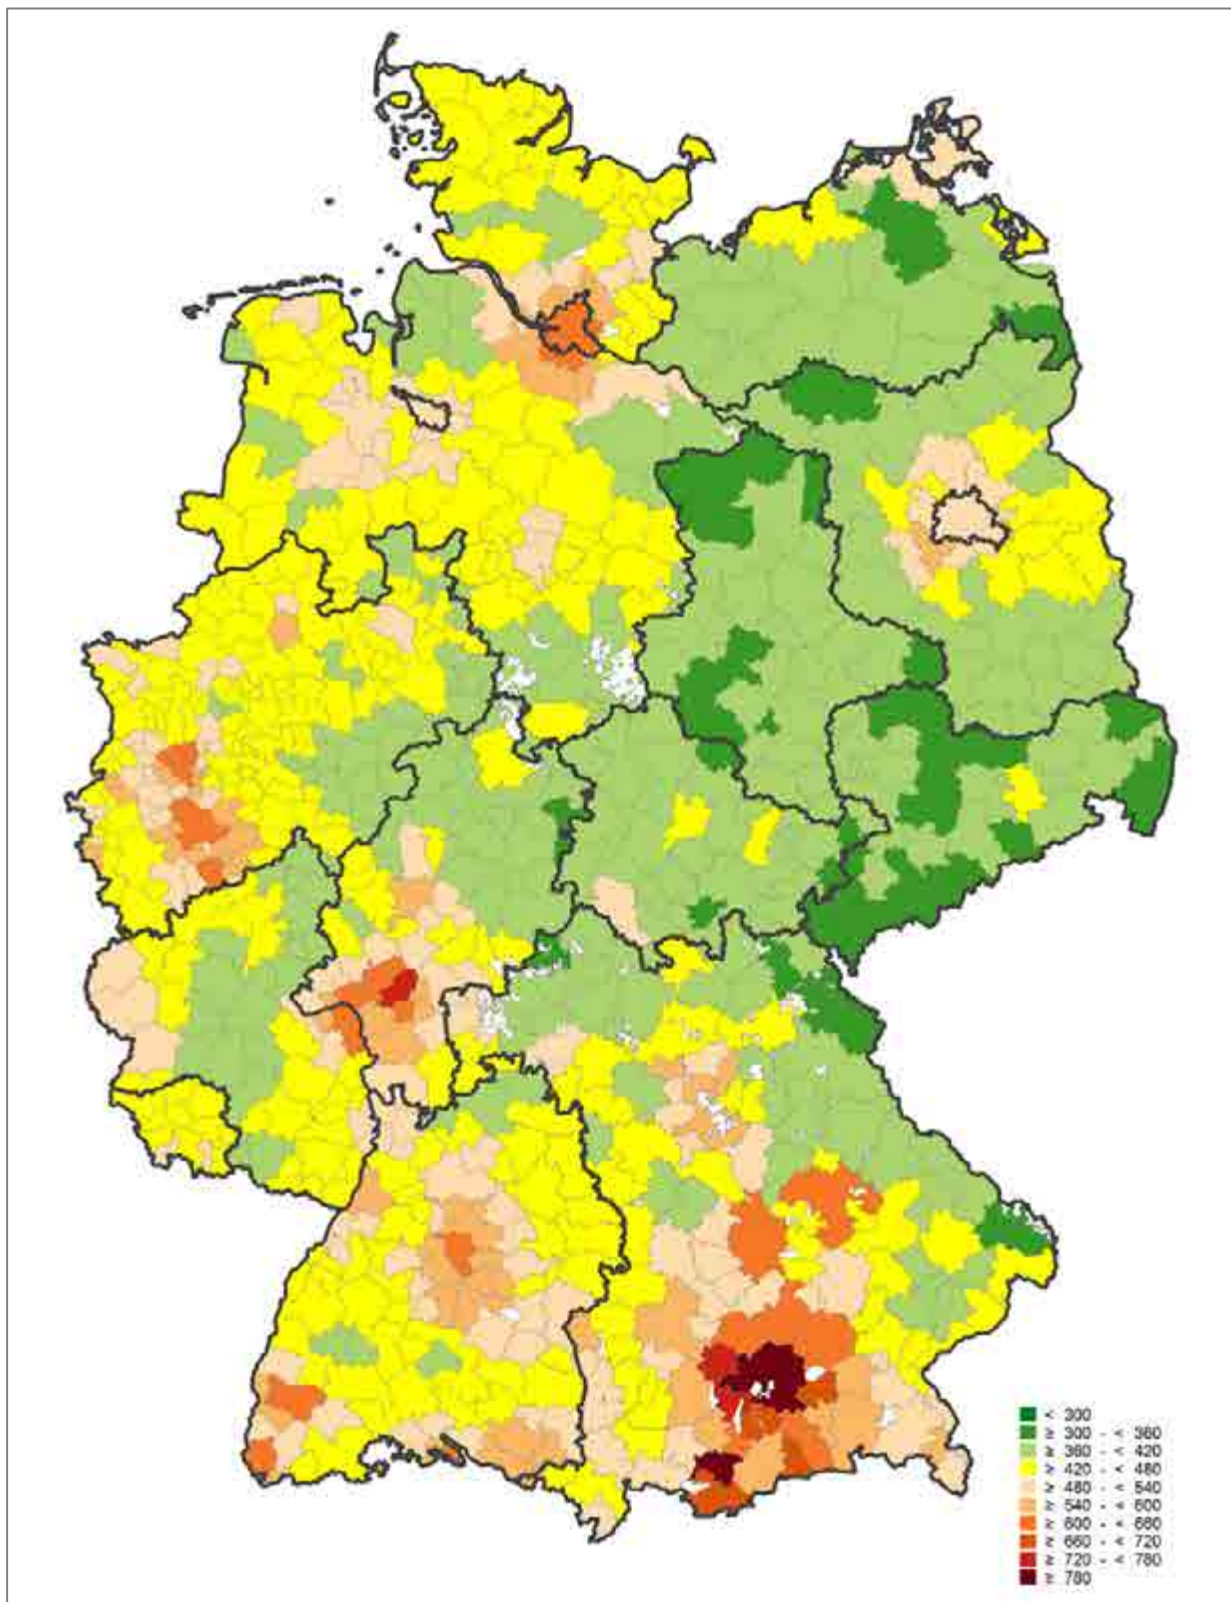 < 300
≥ 300 - < 360
≥ 360 - < 420
≥ 420 - < 480
≥ 480 - < 540
≥ 540 - < 600
≥ 600 - < 660
≥ 660 - < 720
≥ 720 - < 780
≥ 780